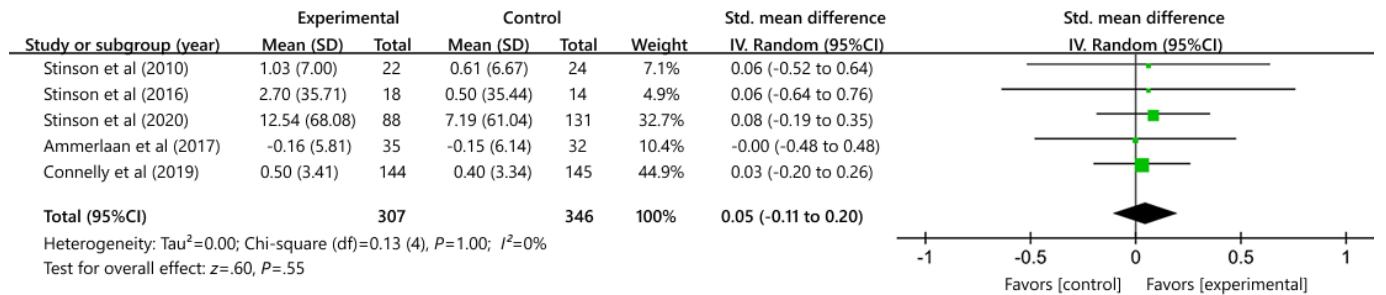 Experimental Control Std. mean difference Std. mean difference
Study or subgroup (year) Mean (SD) Total Mean (SD) Total Weight IV. Random (95%CI) IV. Random (95%CI)
Stinson et al (2010) 1.03 (7.00) 22 0.61 (6.67) 24 7.1% 0.06 (-0.52 to 0.64)
Stinson et al (2016) 2.70 (35.71) 18 0.50 (35.44) 14 4.9% 0.06 (-0.64 to 0.76)
Stinson et al (2020) 12.54 (68.08) 88 7.19 (61.04) 131 32.7% 0.08 (-0.19 to 0.35)
Ammerlaan et al (2017) -0.16 (5.81) 35 -0.15 (6.14) 32 10.4% -0.00 (-0.48 to 0.48)
Connelly et al (2019) 0.50 (3.41) 144 0.40 (3.34) 145 44.9% 0.03 (-0.20 to 0.26)
Total (95%CI) 307 346 100% 0.05 (-0.11 to 0.20)
Heterogeneity: Tau²=0.00; Chi-square (df)=0.13 (4), P=1.00; I²=0%
Test for overall effect: z=.60, P=.55
-1 -0.5 0 0.5 1
Favors [control] Favors [experimental]